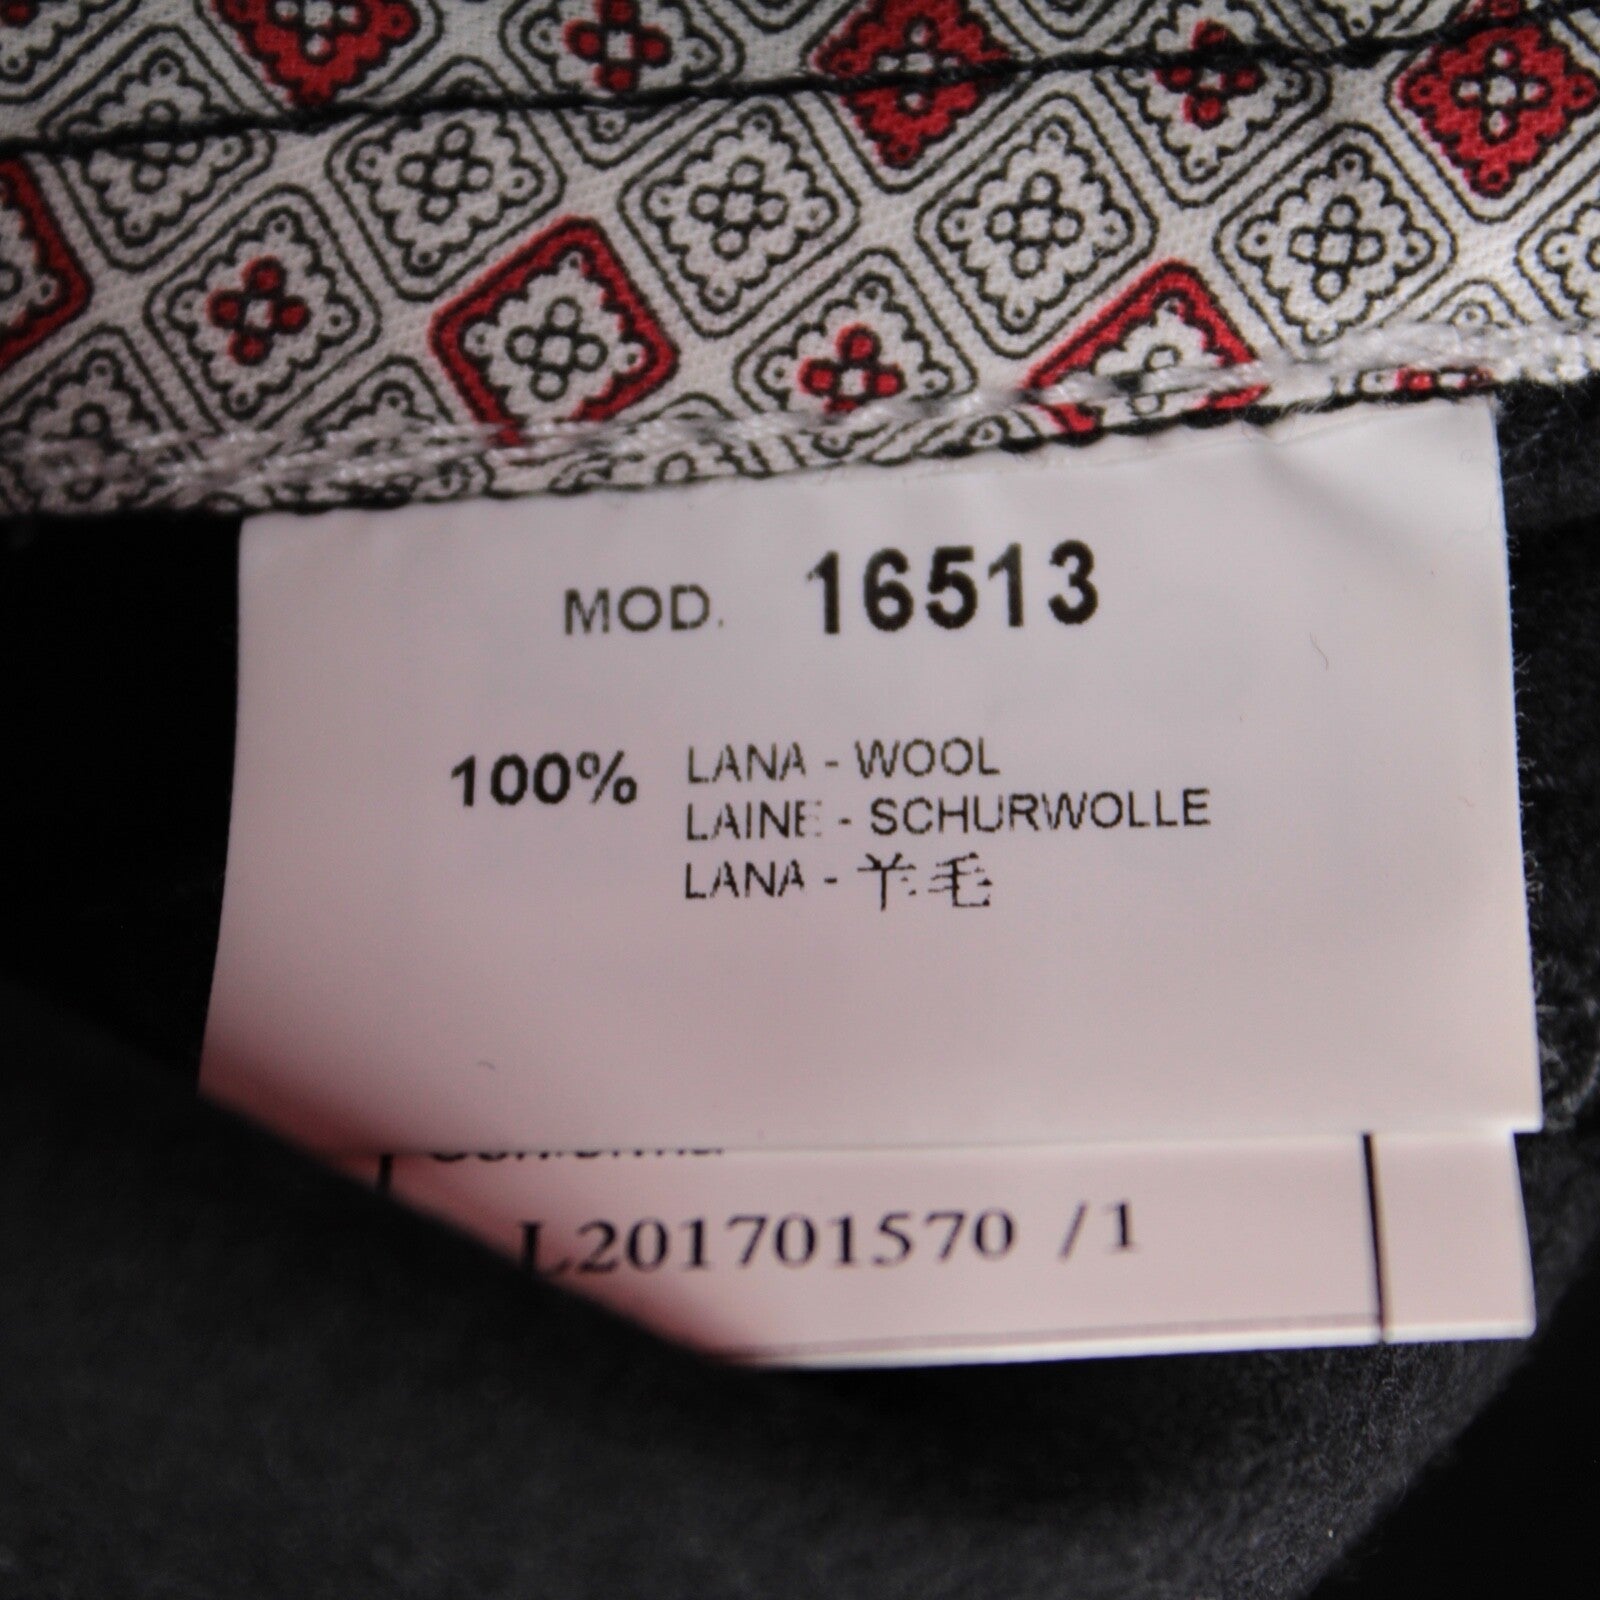 MOD. 16513
100% LANA - WOOL
LAINE - SCHURWOLLE
LANA - 羊毛
L201701570 /1